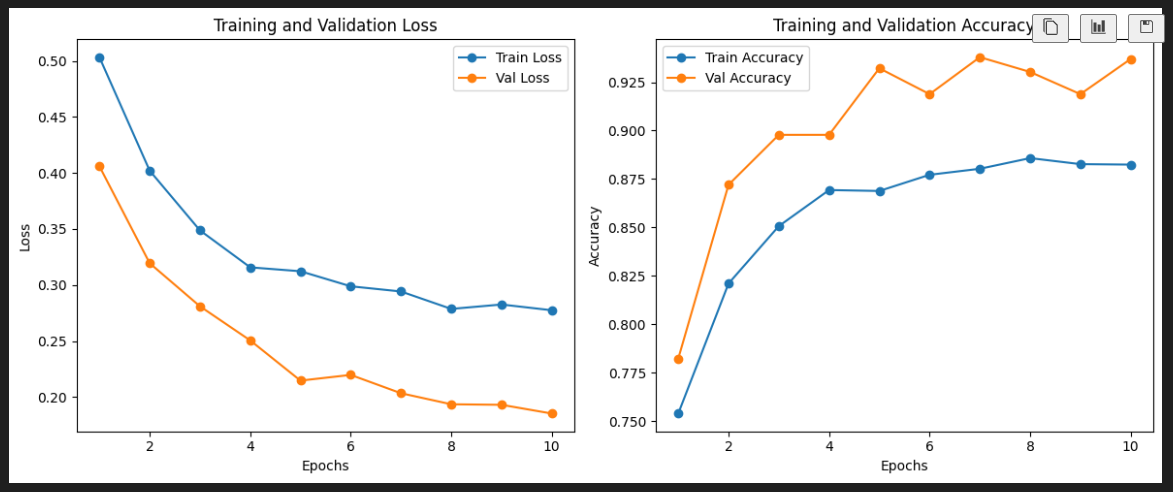 Training and Validation Loss
Train Loss
Val Loss
0.50
0.45
0.40
0.35
0.30
0.25
0.20
Loss
2 4 6 8 10
Epochs
Training and Validation Accuracy
Train Accuracy
Val Accuracy
0.925
0.900
0.875
0.850
0.825
0.800
0.775
0.750
Accuracy
2 4 6 8 10
Epochs